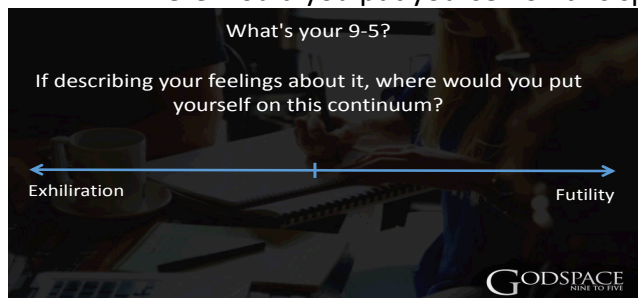 What's your 9-5?
If describing your feelings about it, where would you put
yourself on this continuum?
Exhiliration
Futility
GODSPACE
NINE TO FIVE